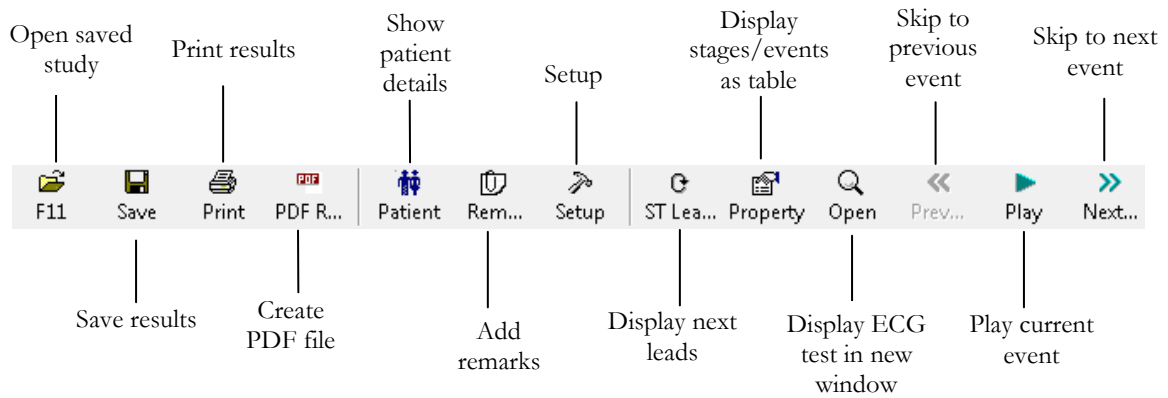 Open saved
study
Print results
Show
patient
details
Setup
Display
stages/events
as table
Skip to
previous
event
Skip to next
event
F11
Save
Print
PDF
PDF R...
Patient
Rem...
Setup
ST Lea...
Property
Open
Prev...
Play
Next...
Save results
Create
PDF file
Add
remarks
Display next
leads
Display ECG
test in new
window
Play current
event